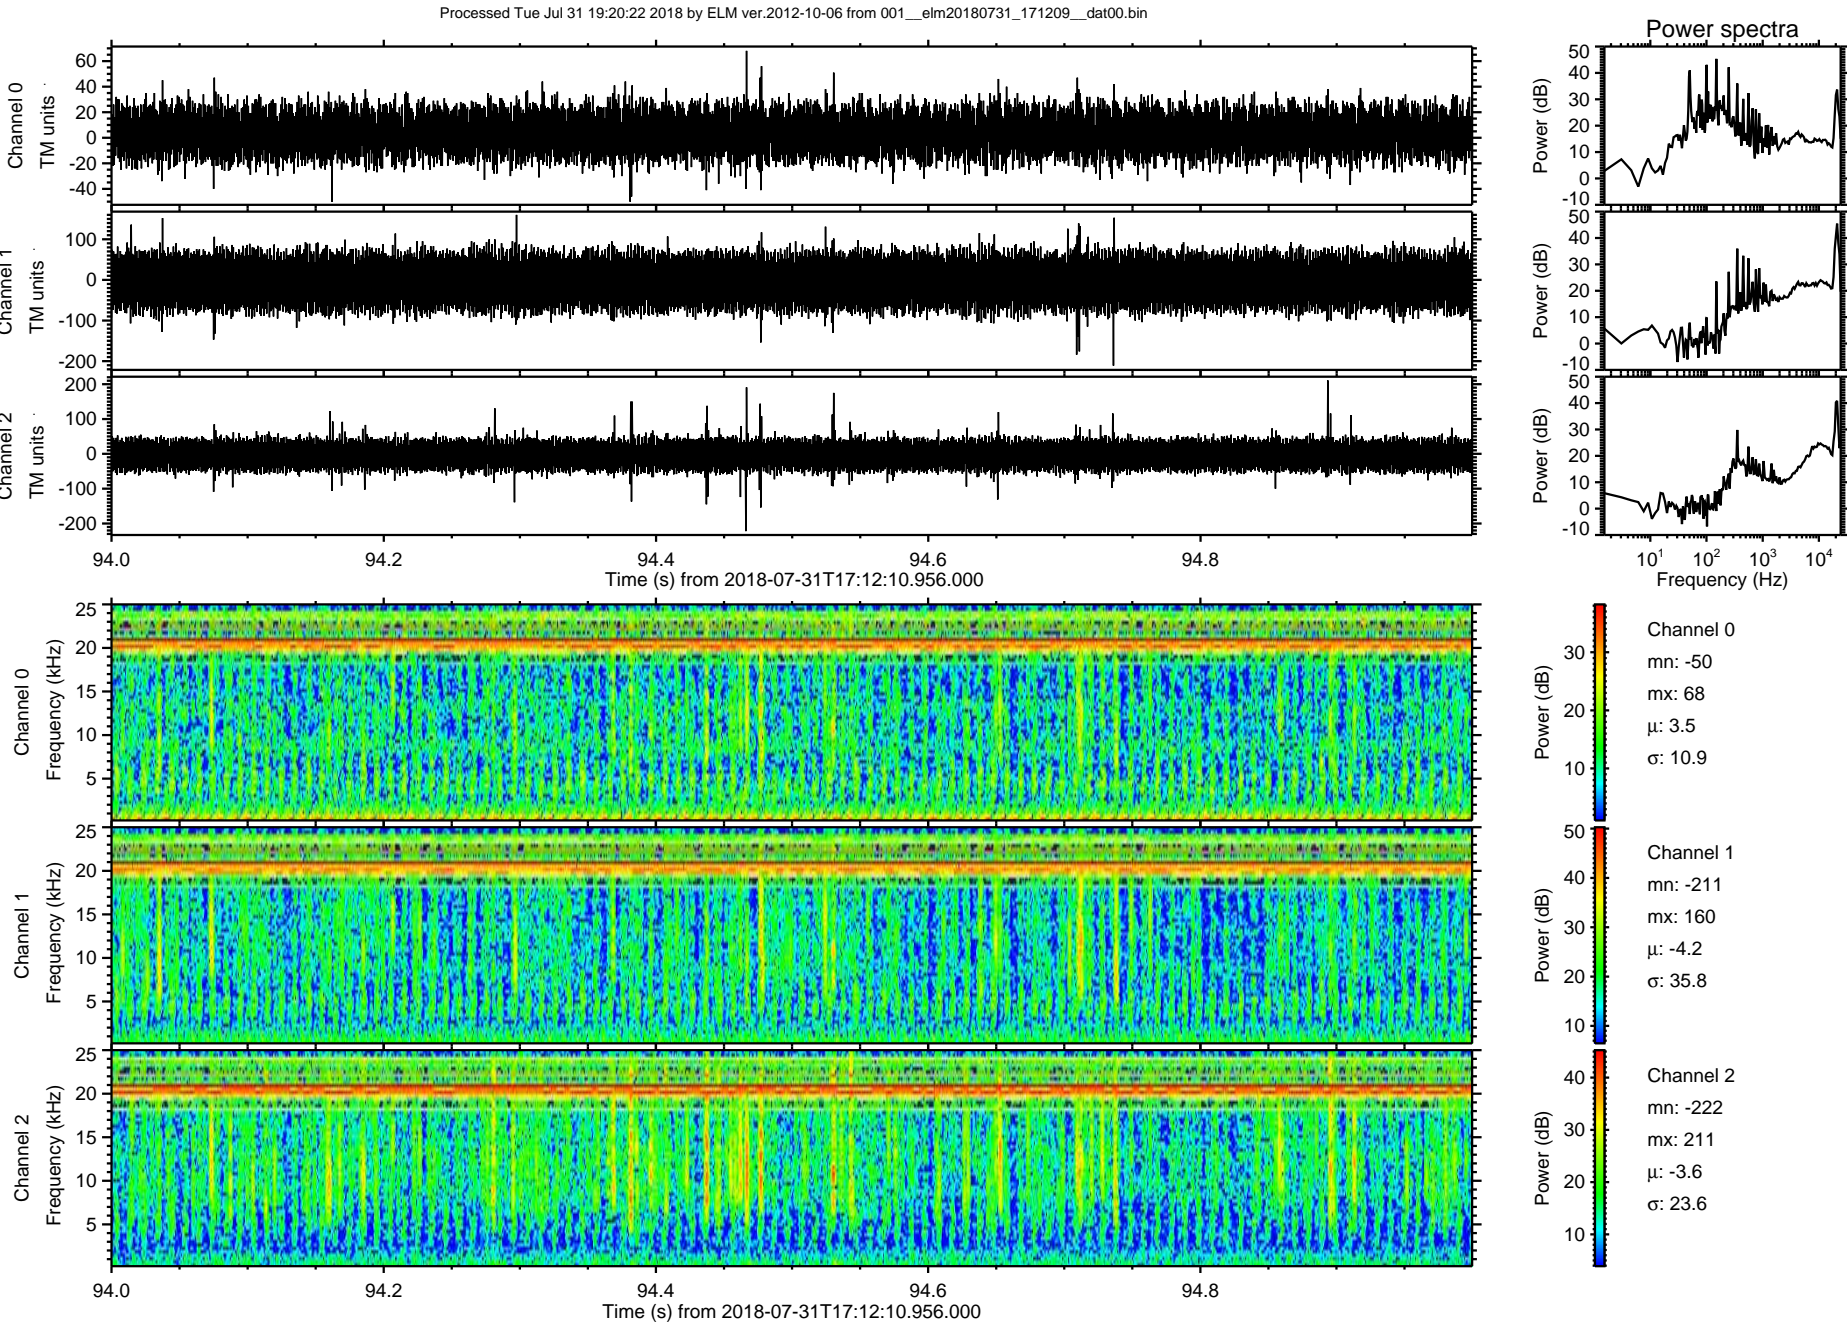 Processed Tue Jul 31 19:20:22 2018 by ELM ver.2012-10-06 from 001__elm20180731_171209__dat00.bin
Power spectra
Channel 0
TM units
60
40
20
0
-20
-40
Power (dB)
50
40
30
20
10
0
-10
Channel 1
TM units
100
0
-100
-200
Power (dB)
50
40
30
20
10
0
-10
Channel 2
TM units
200
100
0
-100
-200
Power (dB)
50
40
30
20
10
0
-10
94.0 94.2 94.4 94.6 94.8
Time (s) from 2018-07-31T17:12:10.956.000
10^1 10^2 10^3 10^4
Frequency (Hz)
Channel 0
Frequency (kHz)
25
20
15
10
5
Power (dB)
30
20
10
Channel 0
mn: -50
mx: 68
μ: 3.5
σ: 10.9
Channel 1
Frequency (kHz)
25
20
15
10
5
Power (dB)
50
40
30
20
10
Channel 1
mn: -211
mx: 160
μ: -4.2
σ: 35.8
Channel 2
Frequency (kHz)
25
20
15
10
5
Power (dB)
40
30
20
10
Channel 2
mn: -222
mx: 211
μ: -3.6
σ: 23.6
94.0 94.2 94.4 94.6 94.8
Time (s) from 2018-07-31T17:12:10.956.000